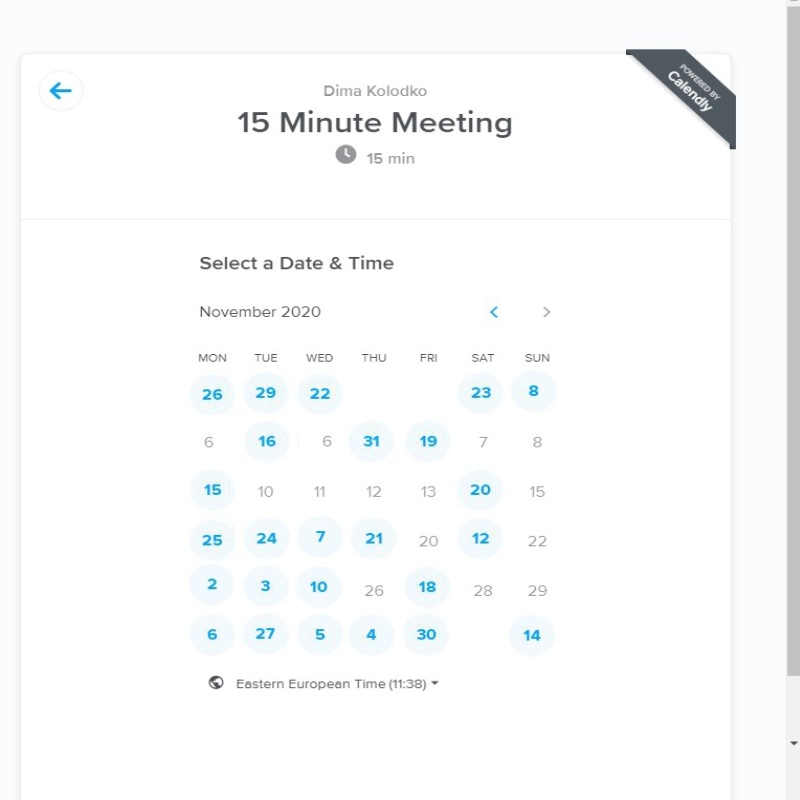 POWERED BY
Calendly
Dima Kolodko
15 Minute Meeting
15 min
Select a Date & Time
November 2020
MON TUE WED THU FRI SAT SUN
26 29 22 23 8
6 16 6 31 19 7 8
15 10 11 12 13 20 15
25 24 7 21 20 12 22
2 3 10 26 18 28 29
6 27 5 4 30 14
Eastern European Time (11:38)